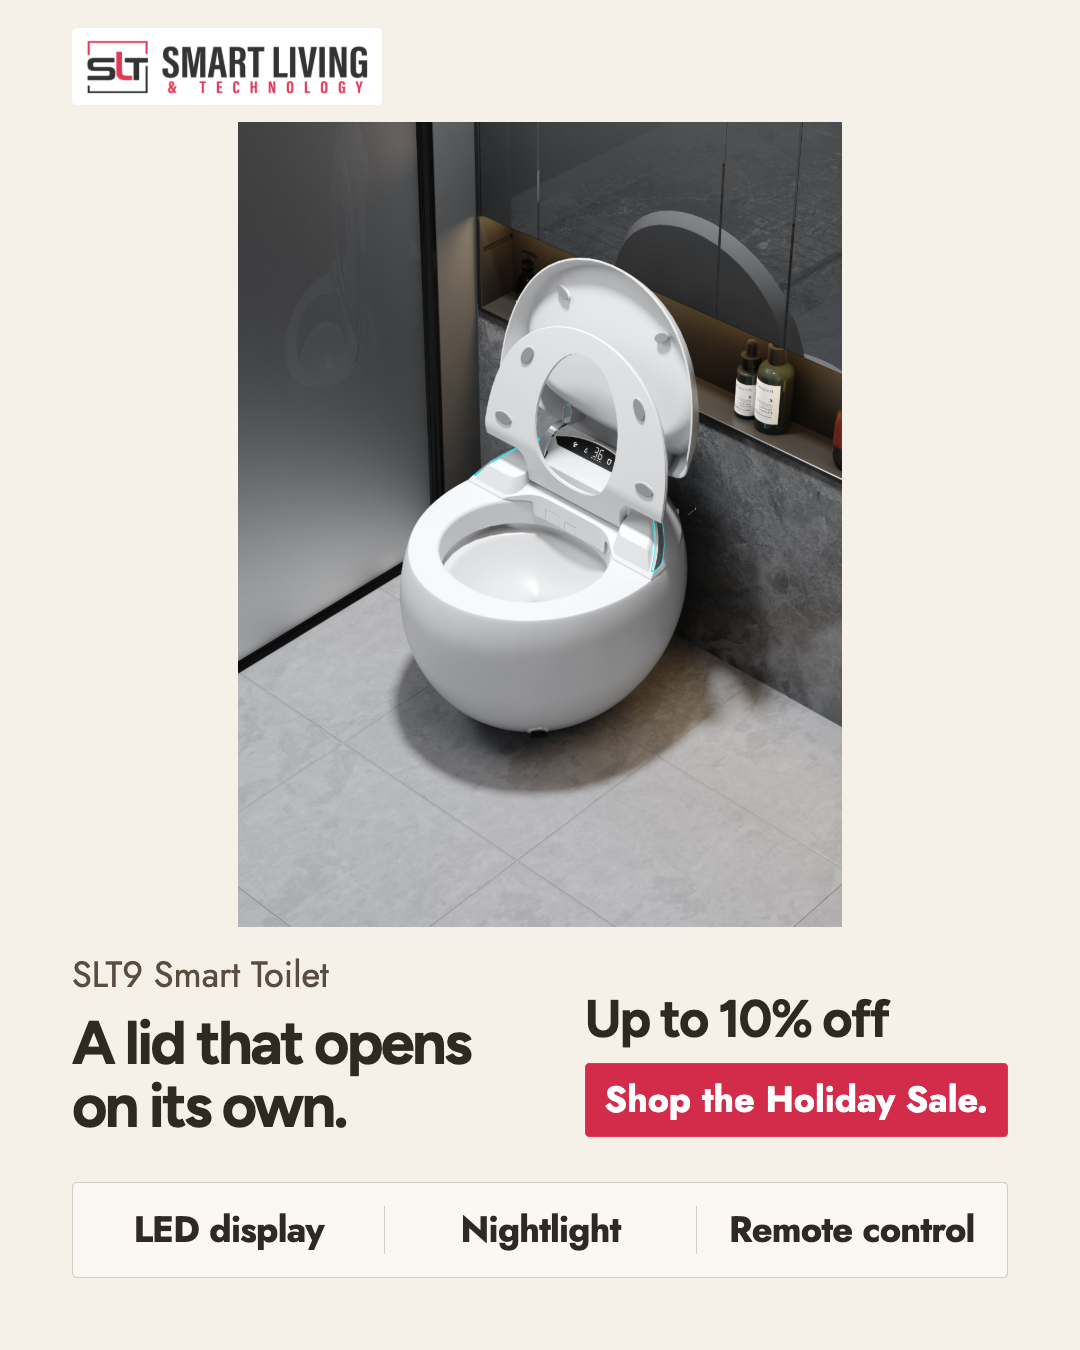 SLT SMART LIVING
& TECHNOLOGY
36
SLT9 Smart Toilet
A lid that opens
on its own.
Up to 10% off
Shop the Holiday Sale.
LED display
Nightlight
Remote control